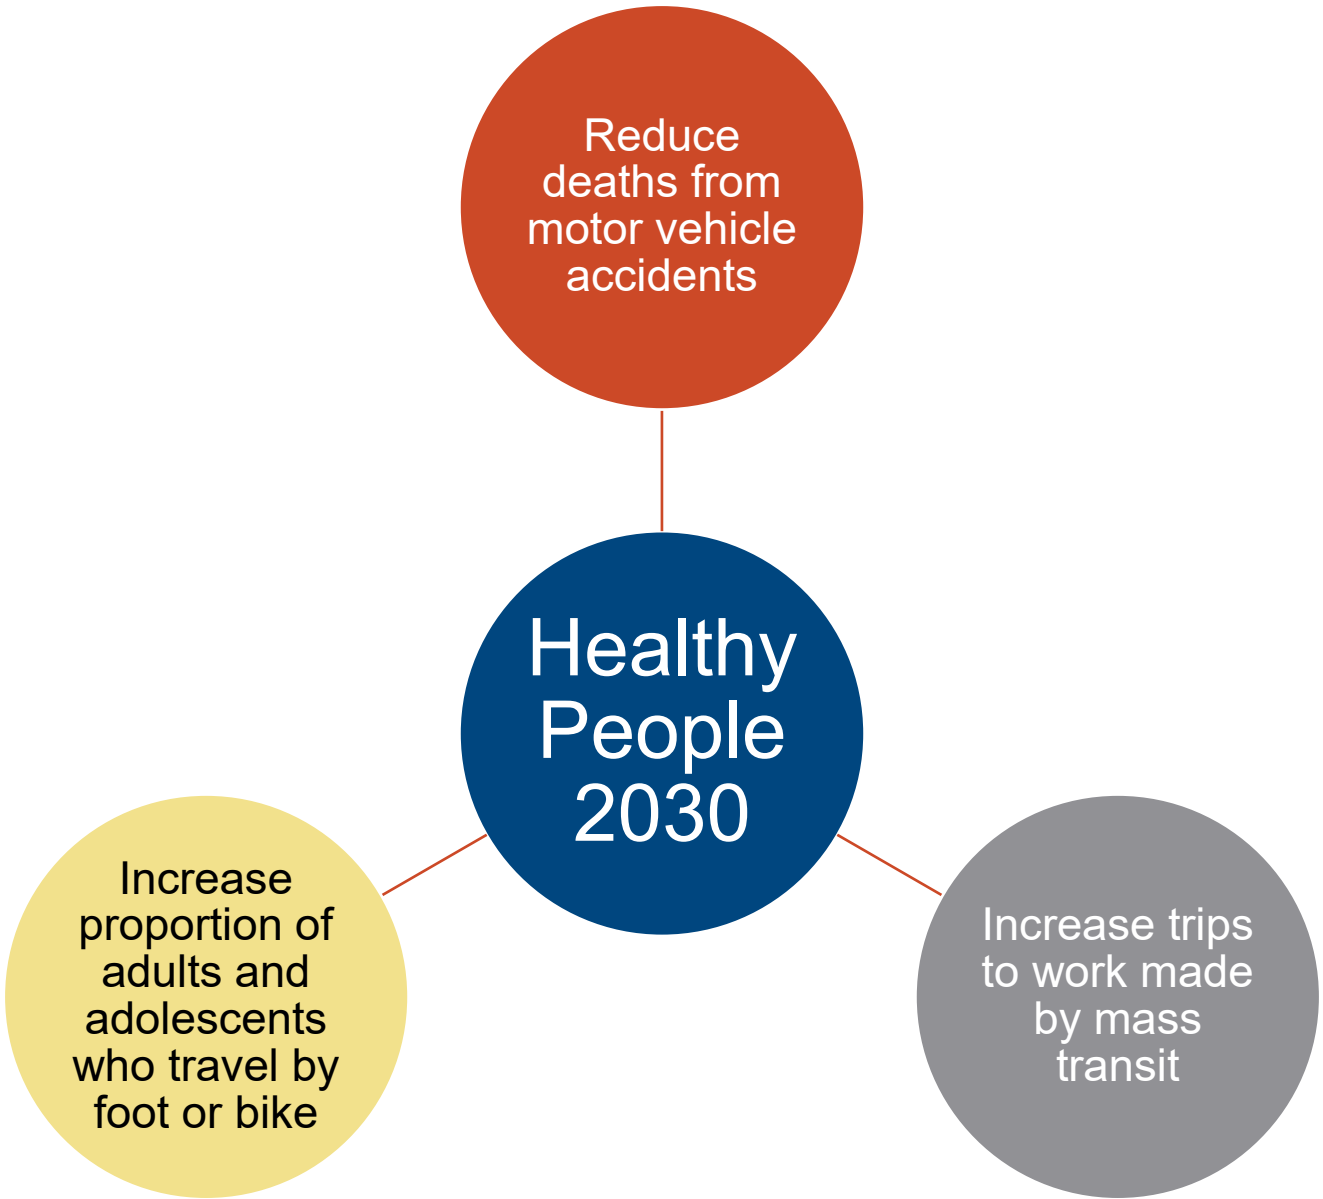 Reduce
deaths from
motor vehicle
accidents
Healthy
People
2030
Increase
proportion of
adults and
adolescents
who travel by
foot or bike
Increase trips
to work made
by mass
transit